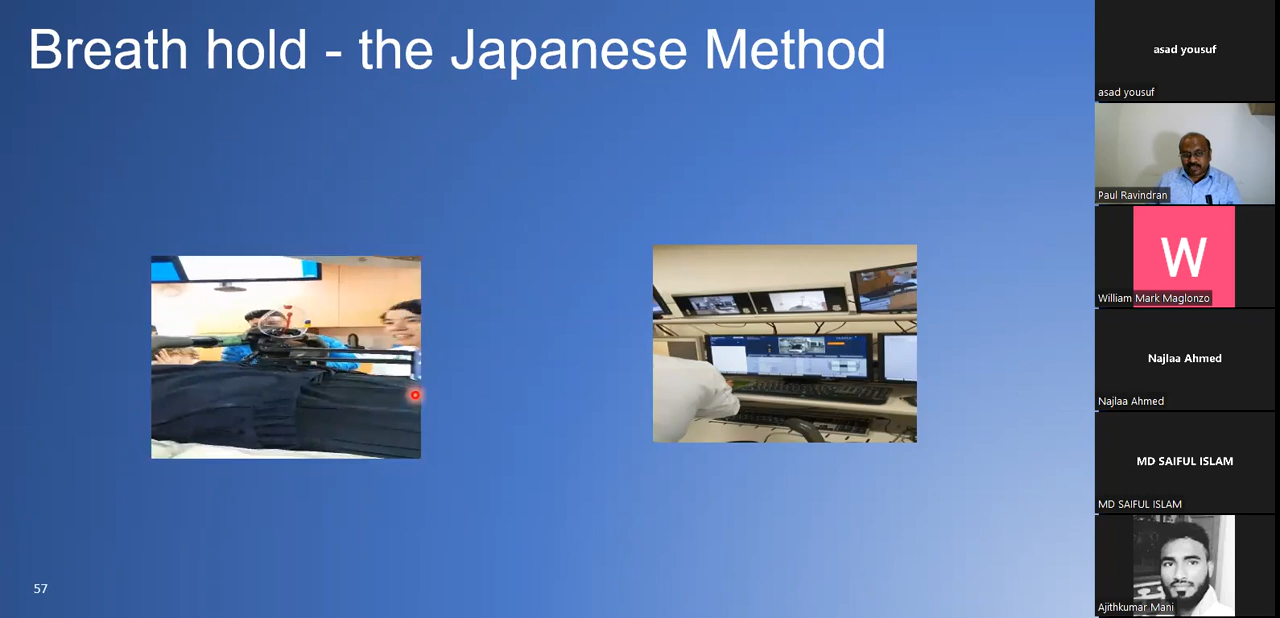 Breath hold - the Japanese Method
57
asad yousuf
asad yousuf
Paul Ravindran
W
William Mark Maglonzo
Najlaa Ahmed
Najlaa Ahmed
MD SAIFUL ISLAM
MD SAIFUL ISLAM
Ajithkumar Mani